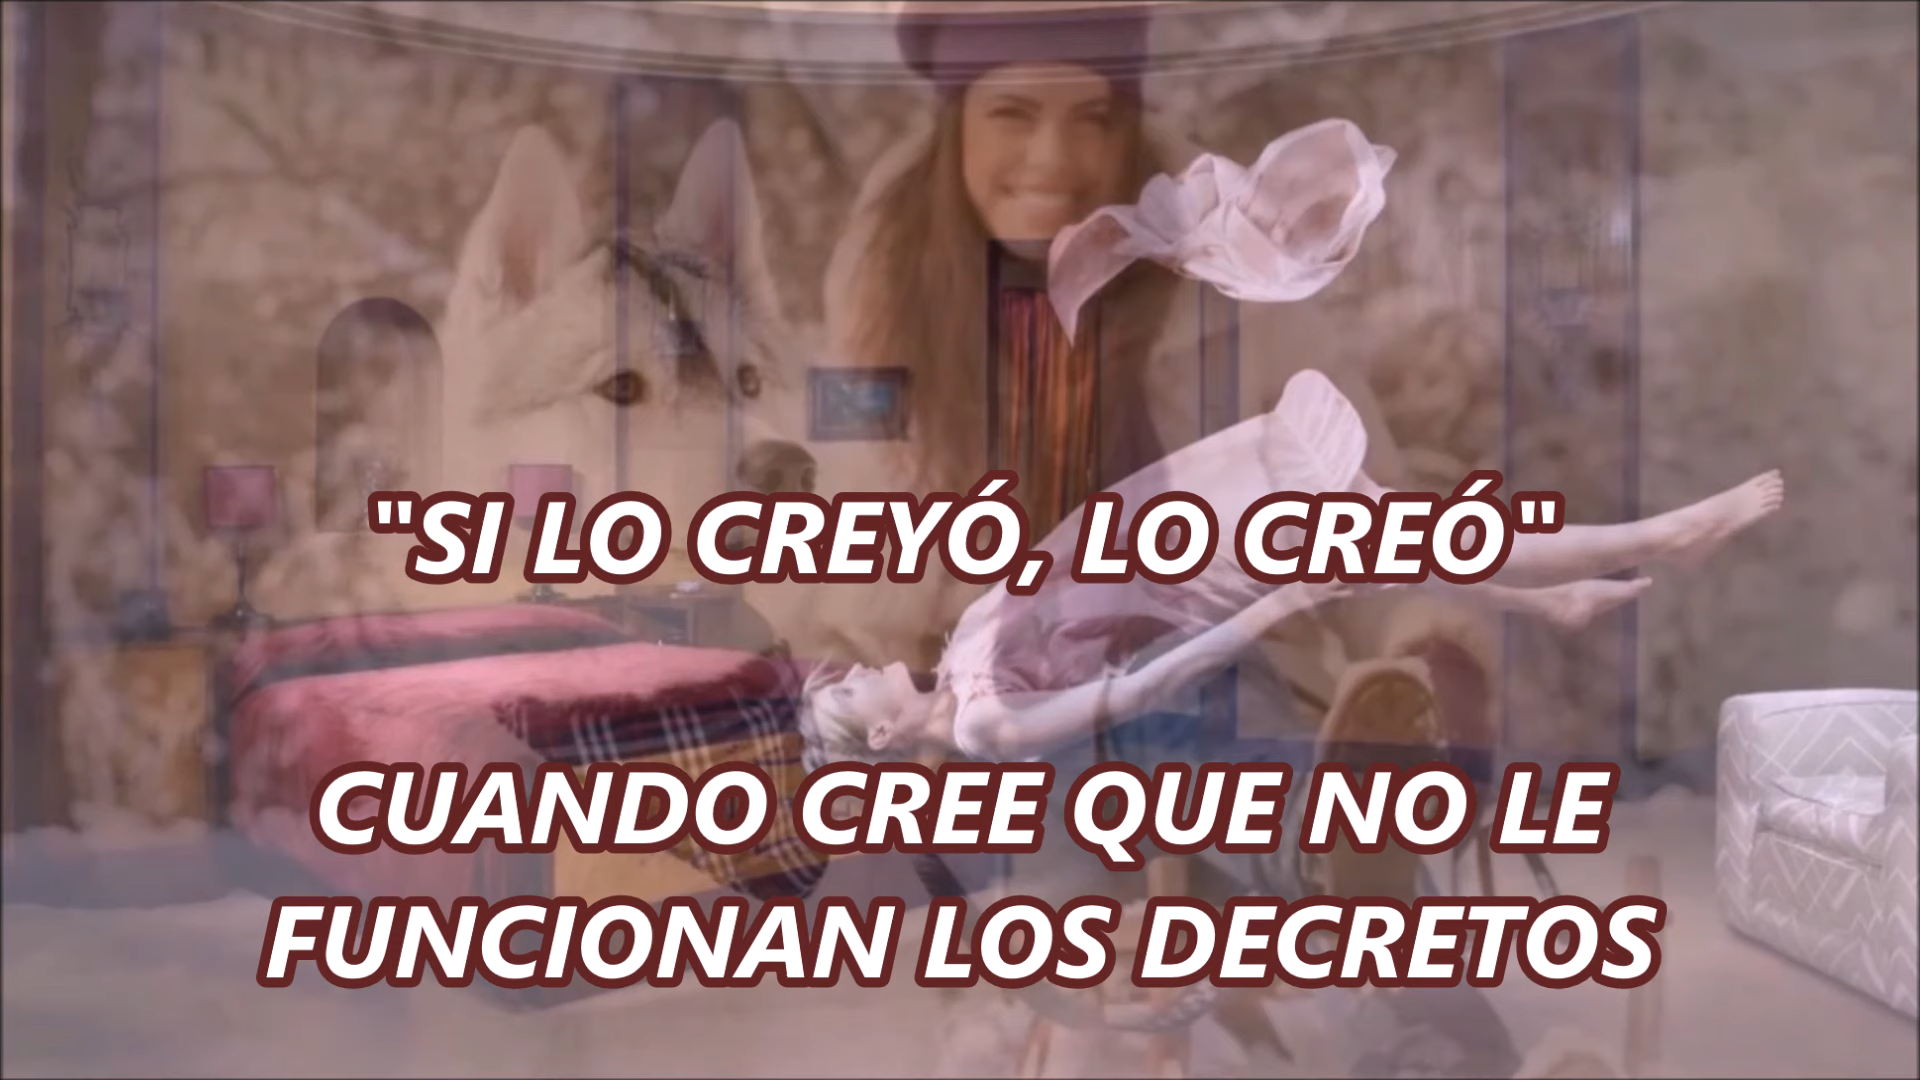 "SI LO CREYÓ, LO CREÓ"
CUANDO CREE QUE NO LE
FUNCIONAN LOS DECRETOS